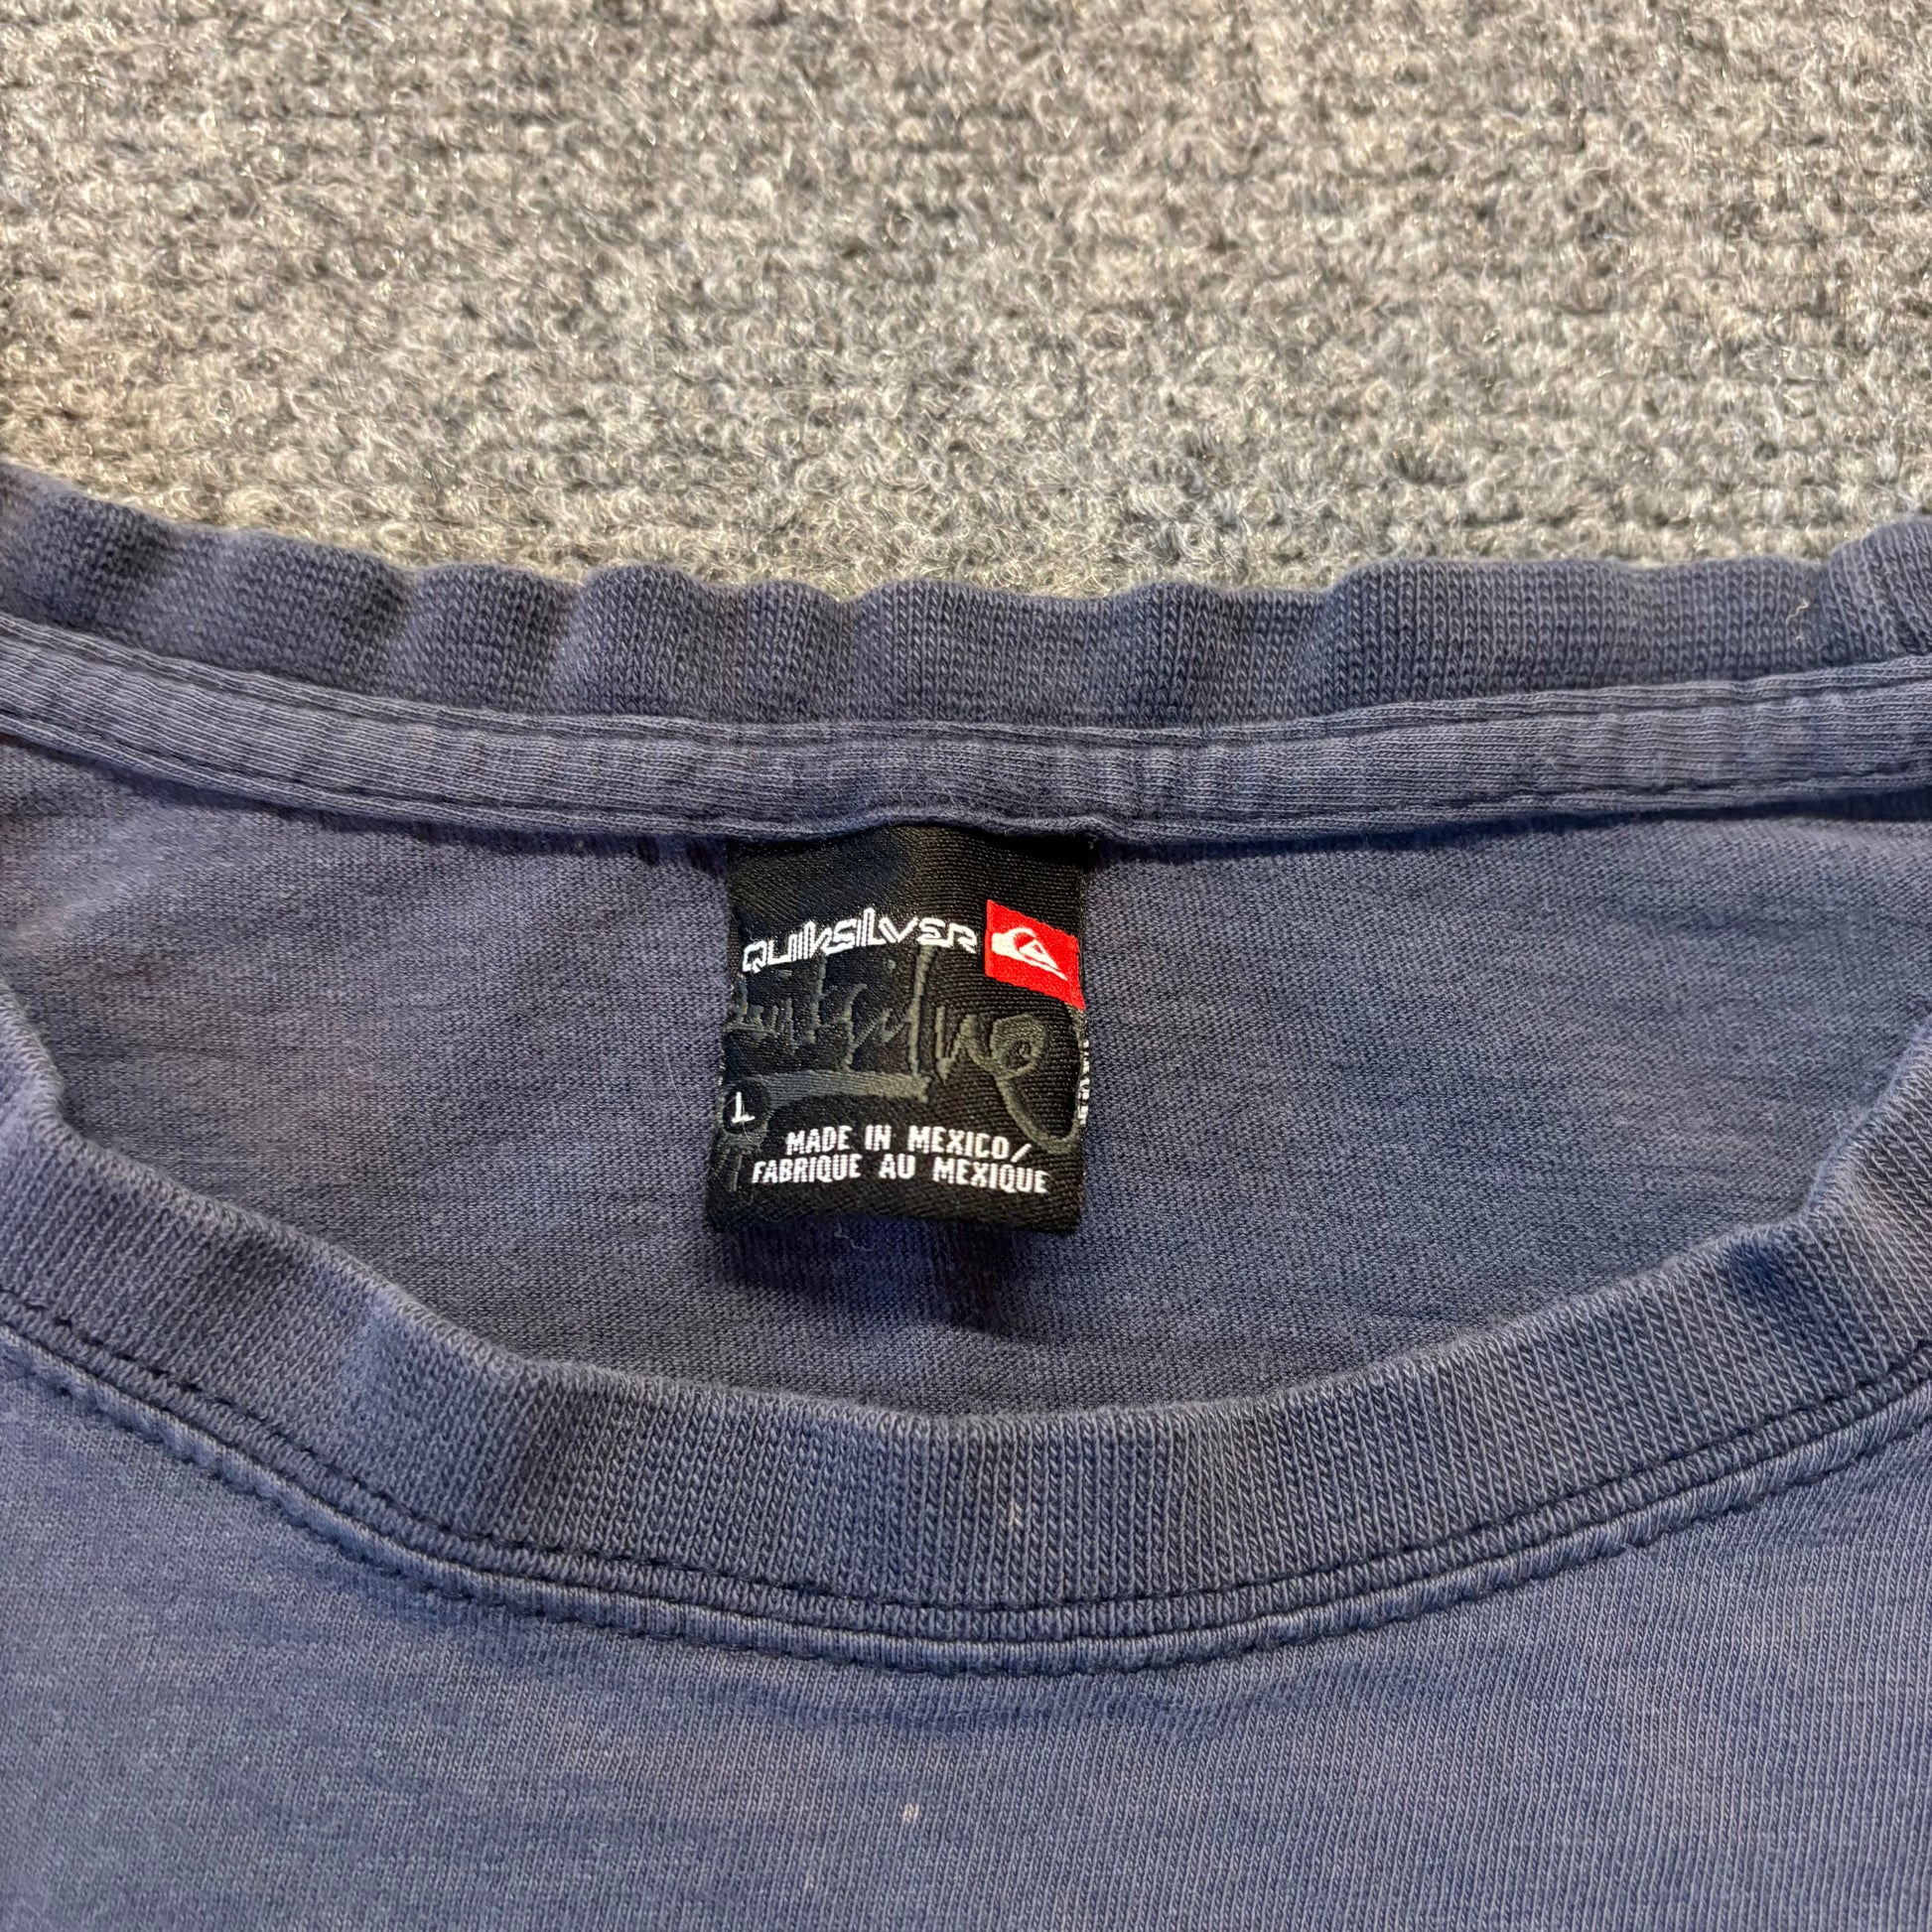 QUIKSILVER
L
MADE IN MEXICO/
FABRIQUE AU MEXIQUE